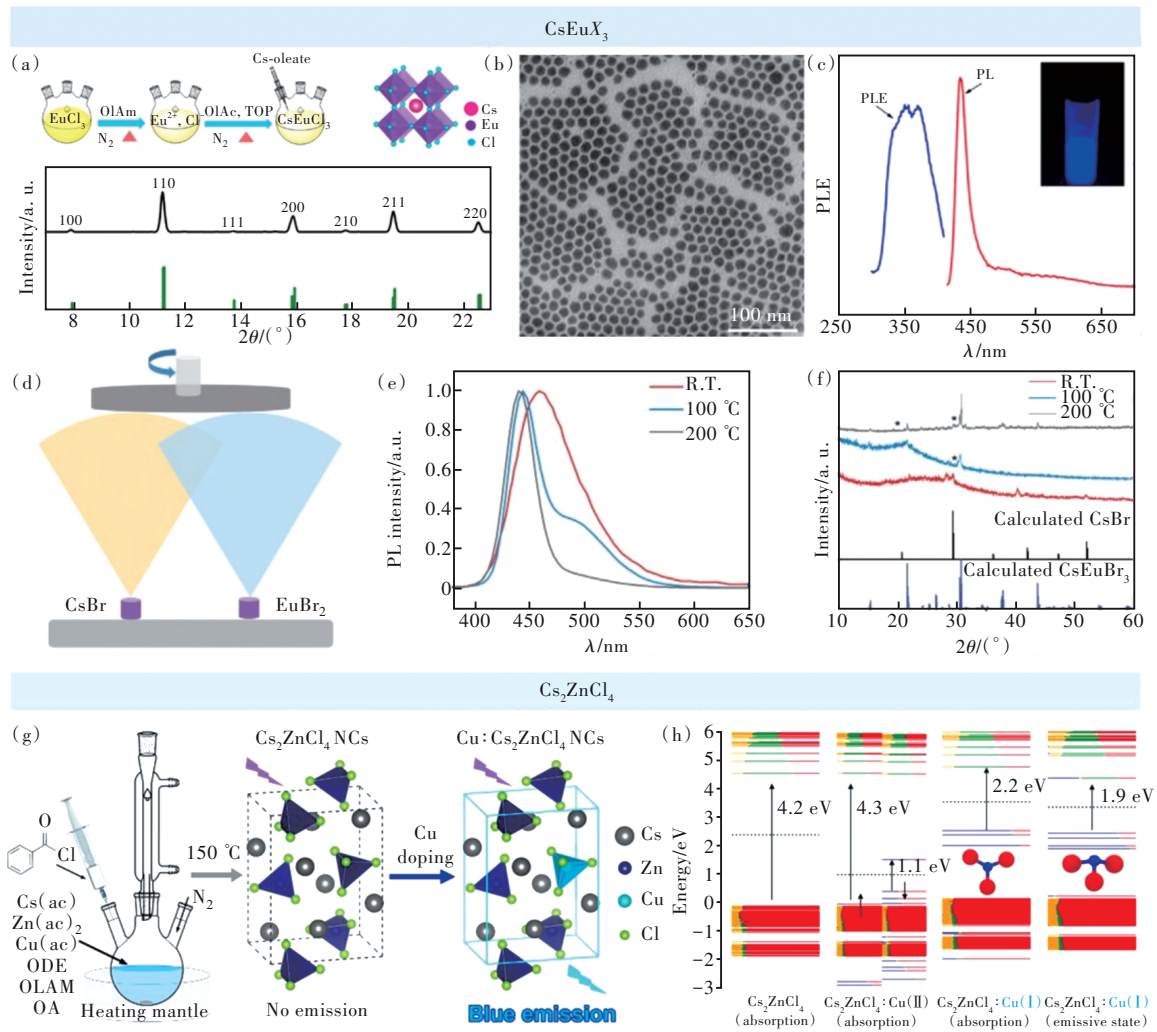 CsEuX₃
(a)
Cs-oleate
EuCl₃
OlAm
N₂
Eu²⁺, Cl⁻
OlAc, TOP
N₂
CsEuCl₃
Cs
Eu
Cl
Intensity/a. u.
100
110
111
200
210
211
220
8 10 12 14 16 18 20 22
2θ/(°)
(b)
100 nm
(c)
PLE
PLE
PL
250 350 450 550 650
λ/nm
(d)
CsBr
EuBr₂
(e)
PL intensity/a.u.
1.0
0.8
0.6
0.4
0.2
0
R.T.
100 ℃
200 ℃
400 450 500 550 600 650
λ/nm
(f)
Intensity/a. u.
R.T.
100 ℃
200 ℃
*
*
Calculated CsBr
Calculated CsEuBr₃
10 20 30 40 50 60
2θ/(°)
Cs₂ZnCl₄
(g)
O
Cl
Cs(ac)
Zn(ac)₂
Cu(ac)
ODE
OLAM
OA
N₂
Heating mantle
150 ℃
Cs₂ZnCl₄ NCs
No emission
Cu
doping
Cu∶Cs₂ZnCl₄ NCs
Blue emission
Cs
Zn
Cu
Cl
(h)
Energy/eV
6
5
4
3
2
1
0
−1
−2
−3
4.2 eV
4.3 eV
1.1 eV
2.2 eV
1.9 eV
Cs₂ZnCl₄
(absorption)
Cs₂ZnCl₄∶Cu(Ⅱ)
(absorption)
Cs₂ZnCl₄∶Cu(Ⅰ)
(absorption)
Cs₂ZnCl₄∶Cu(Ⅰ)
(emissive state)